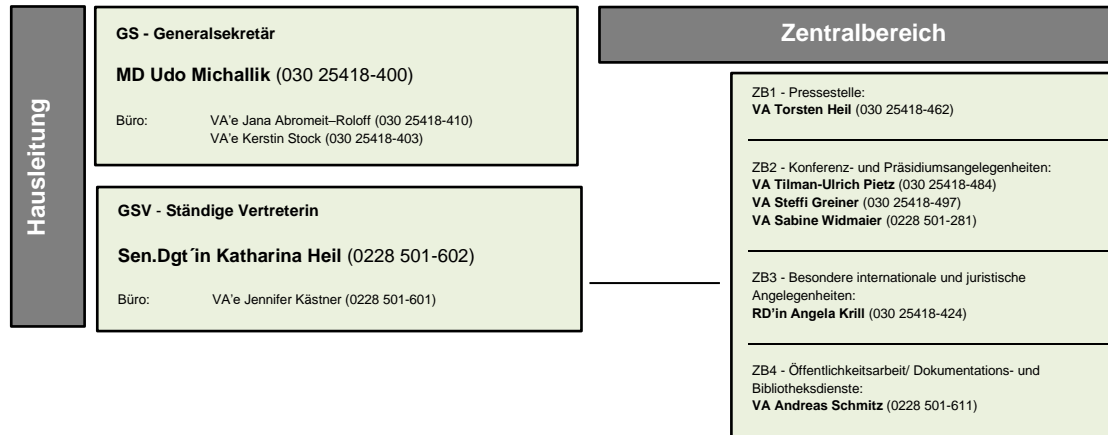 Hausleitung
GS - Generalsekretär
MD Udo Michallik (030 25418-400)
Büro: VA'e Jana Abromeit–Roloff (030 25418-410)
VA'e Kerstin Stock (030 25418-403)
GSV - Ständige Vertreterin
Sen.Dgt´in Katharina Heil (0228 501-602)
Büro: VA'e Jennifer Kästner (0228 501-601)
Zentralbereich
ZB1 - Pressestelle:
VA Torsten Heil (030 25418-462)
ZB2 - Konferenz- und Präsidiumsangelegenheiten:
VA Tilman-Ulrich Pietz (030 25418-484)
VA Steffi Greiner (030 25418-497)
VA Sabine Widmaier (0228 501-281)
ZB3 - Besondere internationale und juristische
Angelegenheiten:
RD'in Angela Krill (030 25418-424)
ZB4 - Öffentlichkeitsarbeit/ Dokumentations- und
Bibliotheksdienste:
VA Andreas Schmitz (0228 501-611)